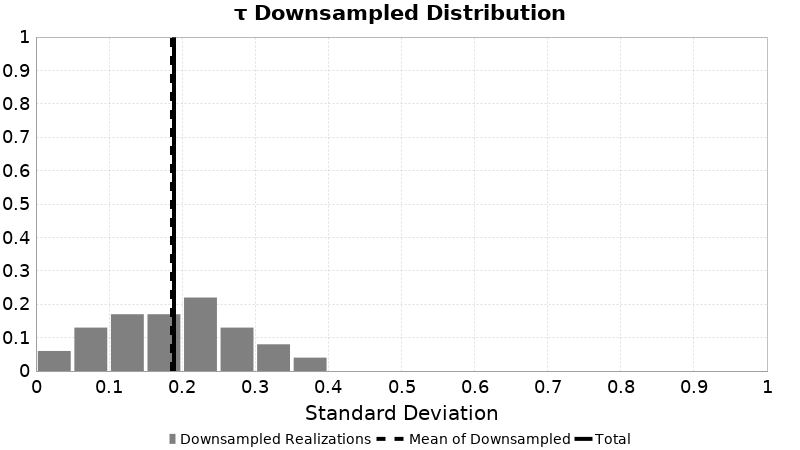 τ Downsampled Distribution
1
0.9
0.8
0.7
0.6
0.5
0.4
0.3
0.2
0.1
0
0 0.1 0.2 0.3 0.4 0.5 0.6 0.7 0.8 0.9 1
Standard Deviation
Downsampled Realizations Mean of Downsampled Total